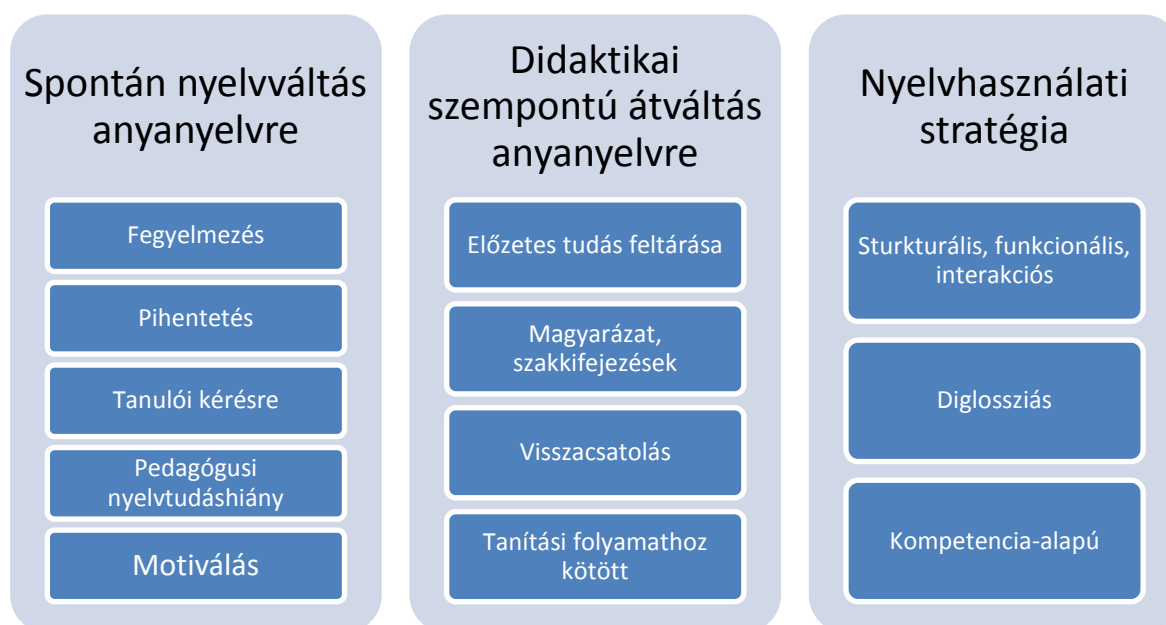 Spontán nyelvváltás
anyanyelvre
Fegyelmezés
Pihentetés
Tanulói kérésre
Pedagógusi
nyelvtudáshiány
Motiválás
Didaktikai
szempontú átváltás
anyanyelvre
Előzetes tudás feltárása
Magyarázat,
szakkifejezések
Visszacsatolás
Tanítási folyamathoz
kötött
Nyelvhasználati
stratégia
Sturkturális, funkcionális,
interakciós
Diglossziás
Kompetencia-alapú